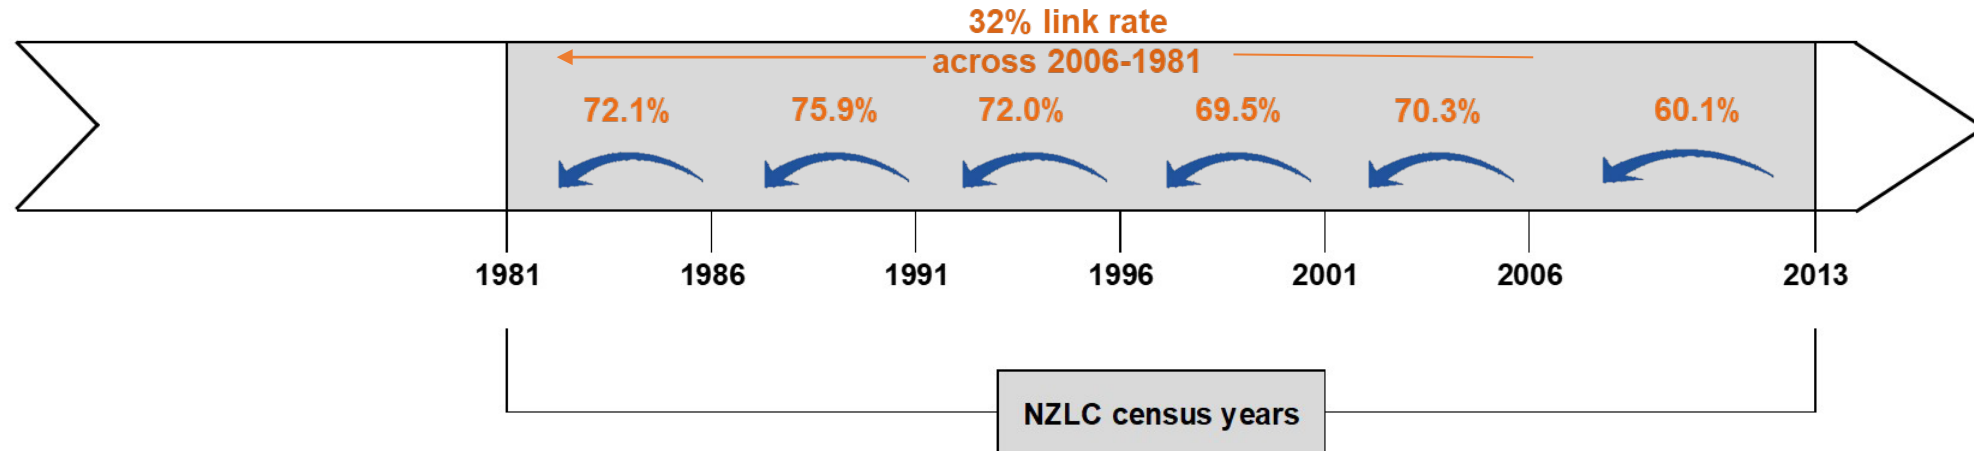 32% link rate
across 2006-1981
72.1% 75.9% 72.0% 69.5% 70.3% 60.1%
1981 1986 1991 1996 2001 2006 2013
NZLC census years